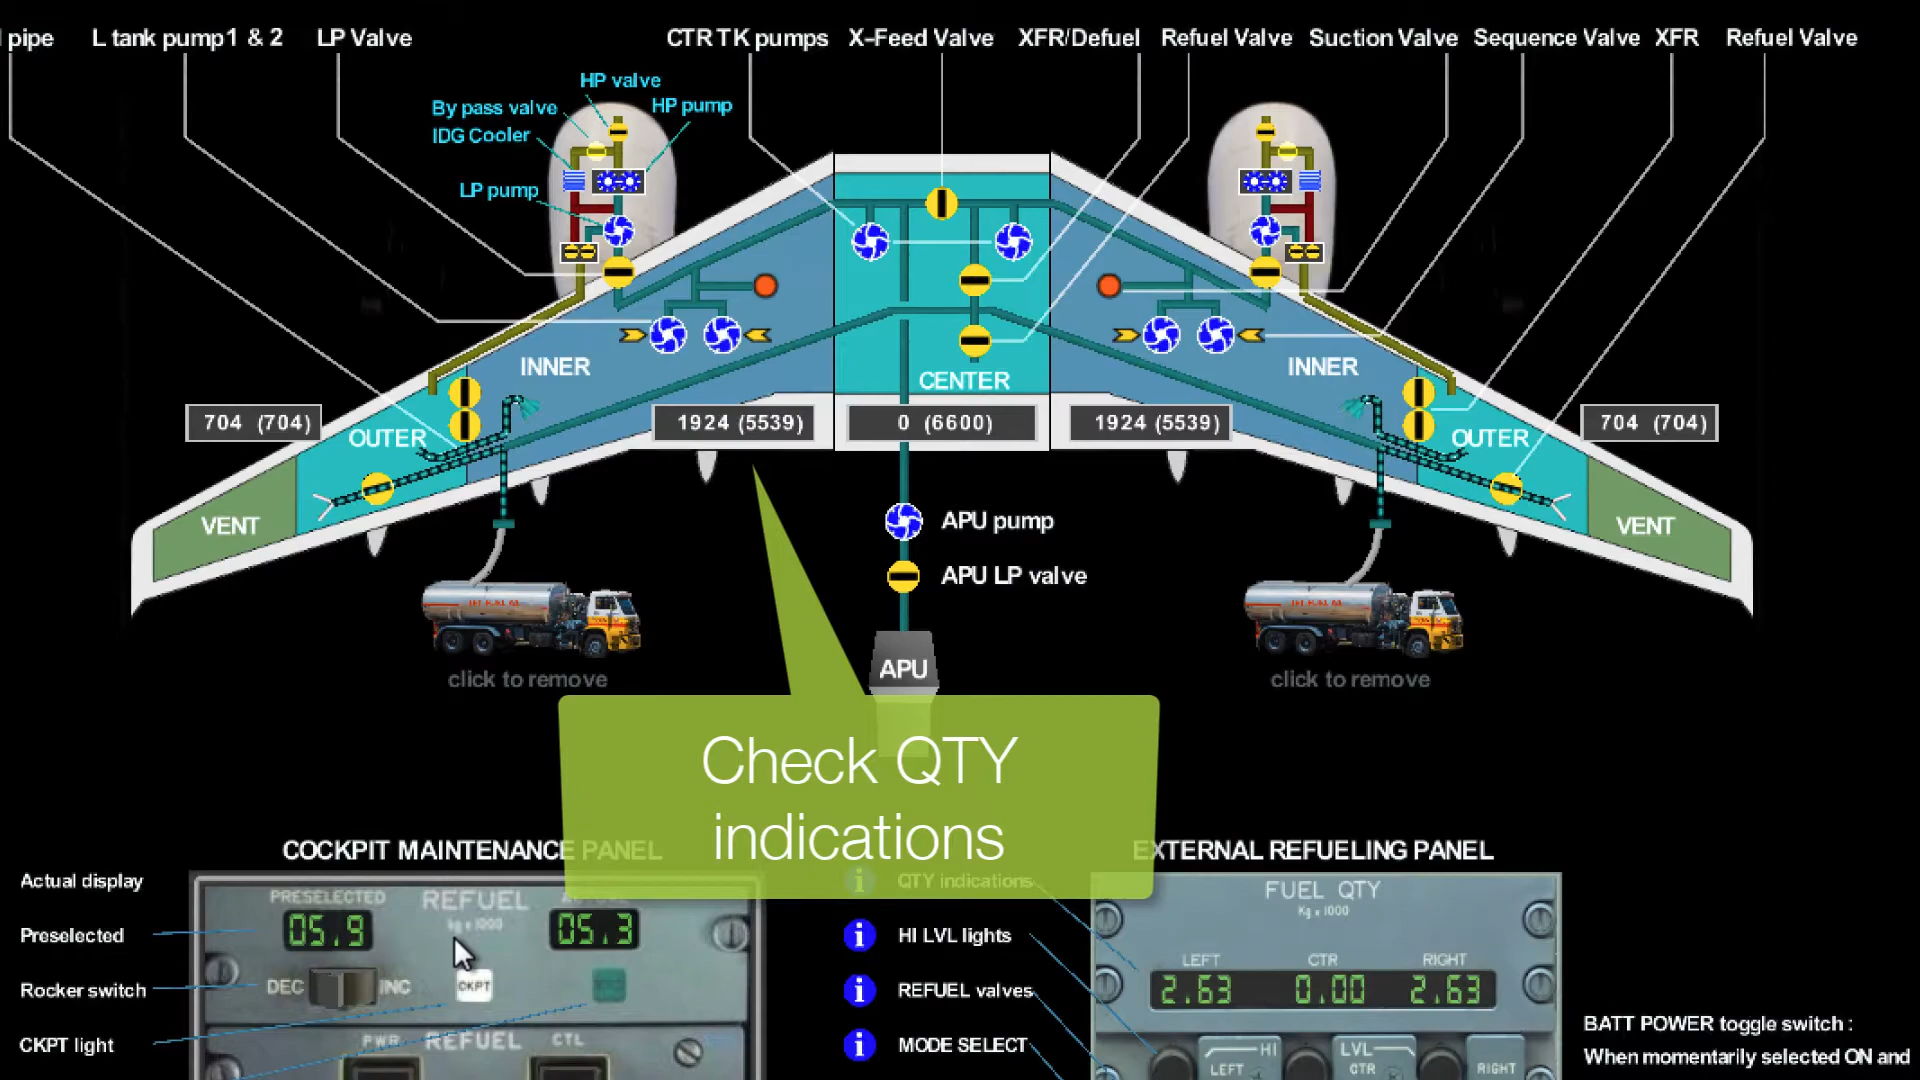 pipe
L tank pump1 & 2
LP Valve
CTR TK pumps
X-Feed Valve
XFR/Defuel
Refuel Valve
Suction Valve
Sequence Valve
XFR
Refuel Valve
HP valve
By pass valve
HP pump
IDG Cooler
LP pump
INNER
CENTER
INNER
704 (704)
OUTER
1924 (5539)
0 (6600)
1924 (5539)
OUTER
704 (704)
VENT
APU pump
VENT
APU LP valve
click to remove
APU
click to remove
Check QTY
indications
COCKPIT MAINTENANCE PANEL
EXTERNAL REFUELING PANEL
Actual display
PRESELECTED
REFUEL
kg x 1000
QTY indications
FUEL QTY
Kg x 1000
Preselected
05.9
05.3
HI LVL lights
LEFT
CTR
RIGHT
Rocker switch
DEC
INC
CKPT
REFUEL valves
2.63
0.00
2.63
CKPT light
PWR
REFUEL
CTL
MODE SELECT
HI
LVL
LEFT
CTR
RIGHT
BATT POWER toggle switch :
When momentarily selected ON and